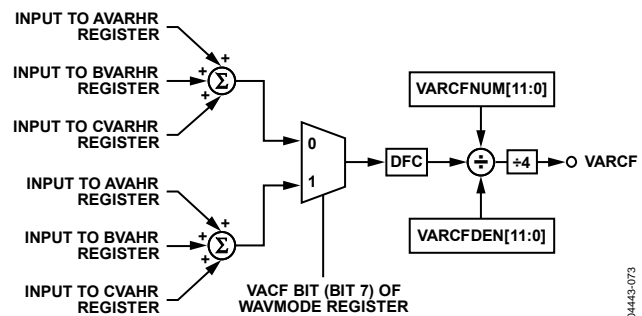 INPUT TO AVARHR
REGISTER
+
INPUT TO BVARHR
REGISTER
+
Σ
INPUT TO CVARHR
REGISTER
+
VARCFNUM[11:0]
0
1
DFC
÷
÷4
VARCF
INPUT TO AVAHR
REGISTER
+
INPUT TO BVAHR
REGISTER
+
Σ
INPUT TO CVAHR
REGISTER
+
VARCFDEN[11:0]
VACF BIT (BIT 7) OF
WAVMODE REGISTER
04443-073